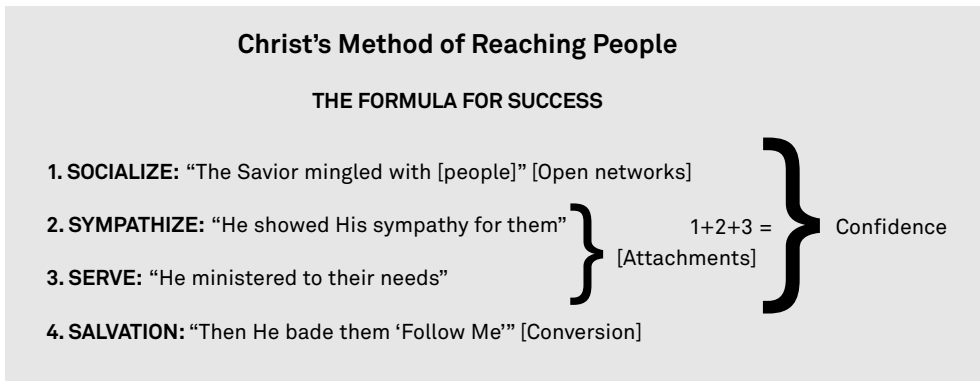 Christ’s Method of Reaching People
THE FORMULA FOR SUCCESS
1. SOCIALIZE: “The Savior mingled with [people]” [Open networks]
2. SYMPATHIZE: “He showed His sympathy for them”
1+2+3 =
Confidence
[Attachments]
3. SERVE: “He ministered to their needs”
4. SALVATION: “Then He bade them ‘Follow Me’” [Conversion]